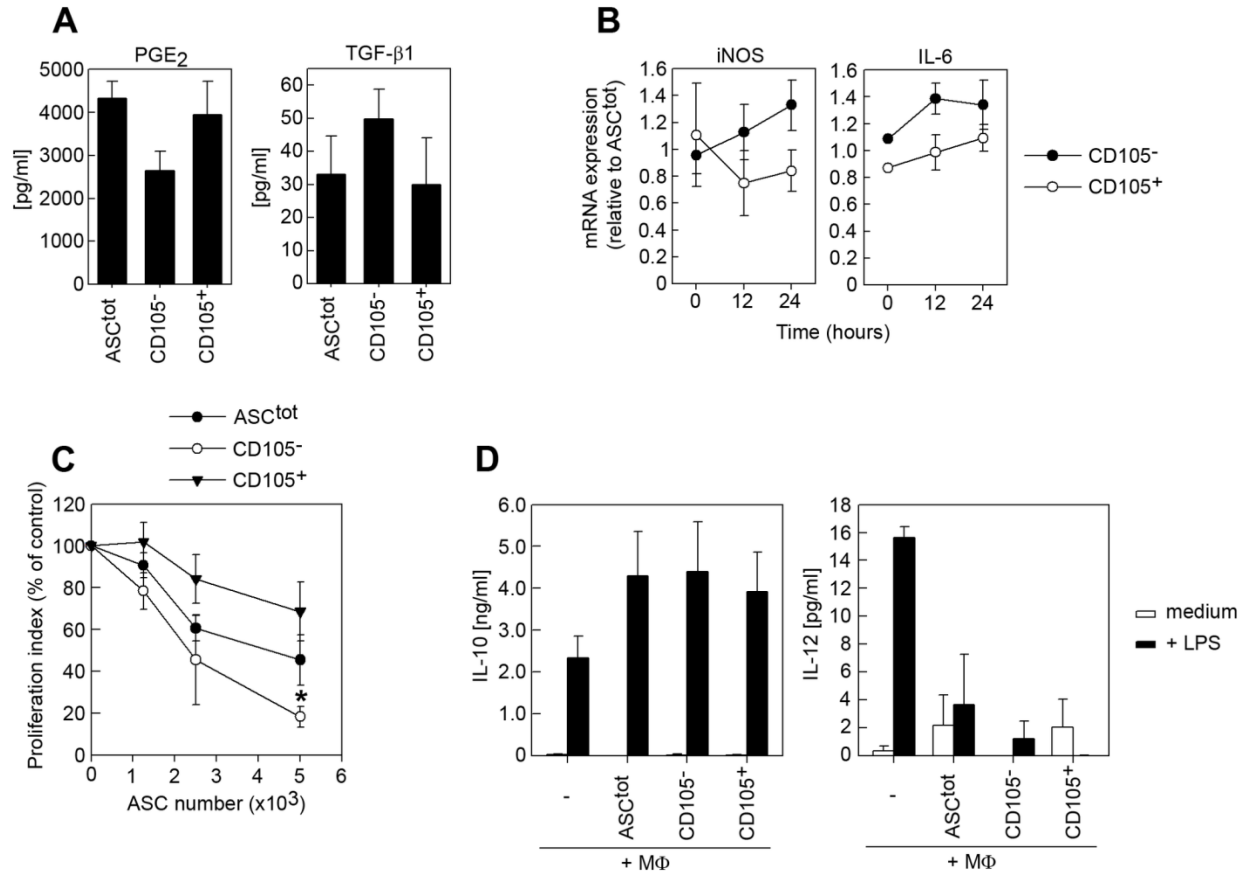 A
PGE2
5000
4000
3000
2000
1000
0
[pg/ml]
ASCtot
CD105-
CD105+
TGF-β1
60
50
40
30
20
10
0
[pg/ml]
ASCtot
CD105-
CD105+
B
iNOS
1.6
1.4
1.2
1
0.8
0.6
0.4
0.2
0
mRNA expression
(relative to ASCtot)
0 12 24
IL-6
1.6
1.4
1.2
1
0.8
0.6
0.4
0.2
0
0 12 24
Time (hours)
CD105-
CD105+
C
ASCtot
CD105-
CD105+
120
100
80
60
40
20
0
Proliferation index (% of control)
*
0 1 2 3 4 5 6
ASC number (x103)
D
6.0
5.0
4.0
3.0
2.0
1.0
0
IL-10 [ng/ml]
-
ASCtot
CD105-
CD105+
+ MΦ
18
16
14
12
10
8
6
4
2
0
IL-12 [pg/ml]
-
ASCtot
CD105-
CD105+
+ MΦ
medium
+ LPS